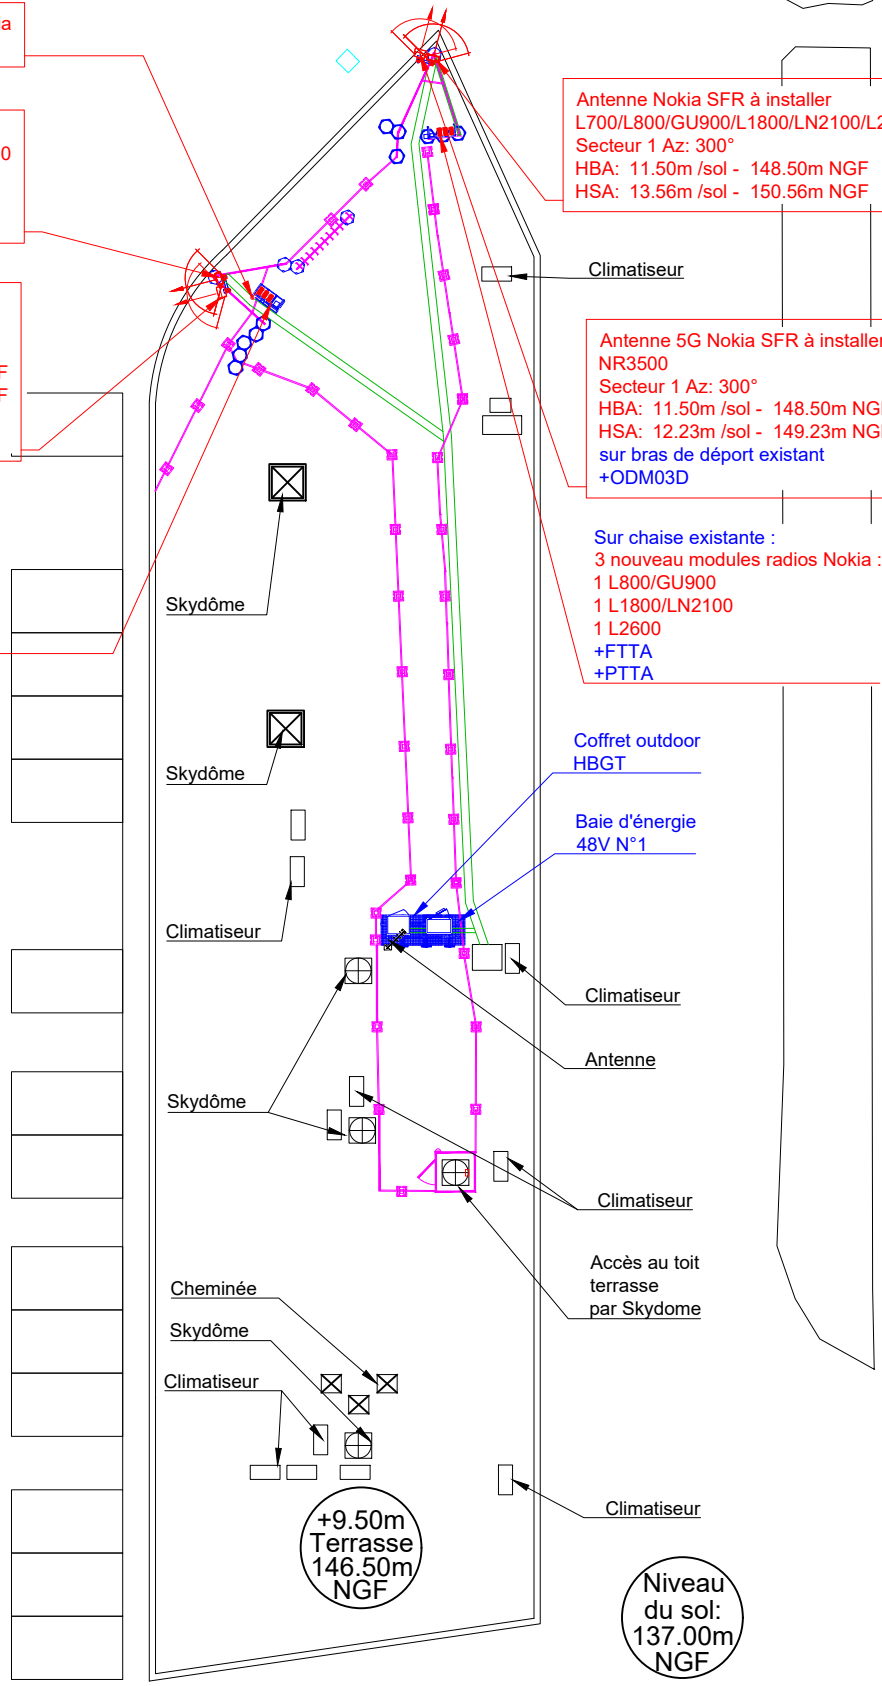 Antenne Nokia SFR à installer
L700/L800/GU900/L1800/LN2100/L2
Secteur 1 Az: 300°
HBA: 11.50m /sol - 148.50m NGF
HSA: 13.56m /sol - 150.56m NGF
Climatiseur
Antenne 5G Nokia SFR à installer
NR3500
Secteur 1 Az: 300°
HBA: 11.50m /sol - 148.50m NG
HSA: 12.23m /sol - 149.23m NG
sur bras de déport existant
+ODM03D
Sur chaise existante :
3 nouveau modules radios Nokia :
1 L800/GU900
1 L1800/LN2100
1 L2600
+FTTA
+PTTA
Skydôme
Coffret outdoor
HBGT
Skydôme
Baie d'énergie
48V N°1
Climatiseur
Climatiseur
Antenne
Skydôme
Climatiseur
Accès au toit
terrasse
par Skydome
Cheminée
Skydôme
Climatiseur
Climatiseur
+9.50m
Terrasse
146.50m
NGF
Niveau
du sol:
137.00m
NGF